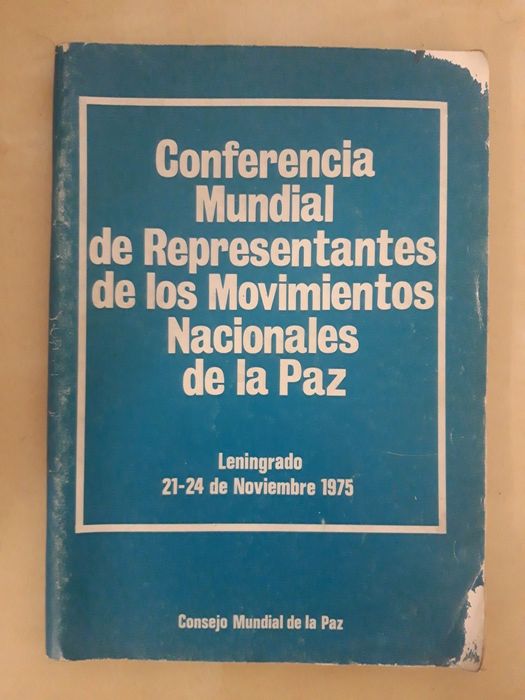 Conferencia
Mundial
de Representantes
de los Movimientos
Nacionales
de la Paz
Leningrado
21-24 de Noviembre 1975
Consejo Mundial de la Paz